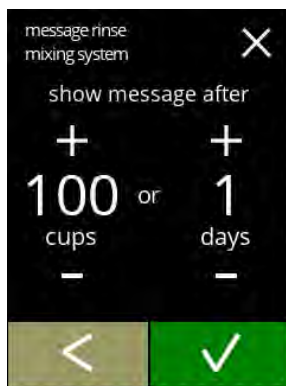 message rinse
mixing system
show message after
+ +
100 or 1
cups days
- -